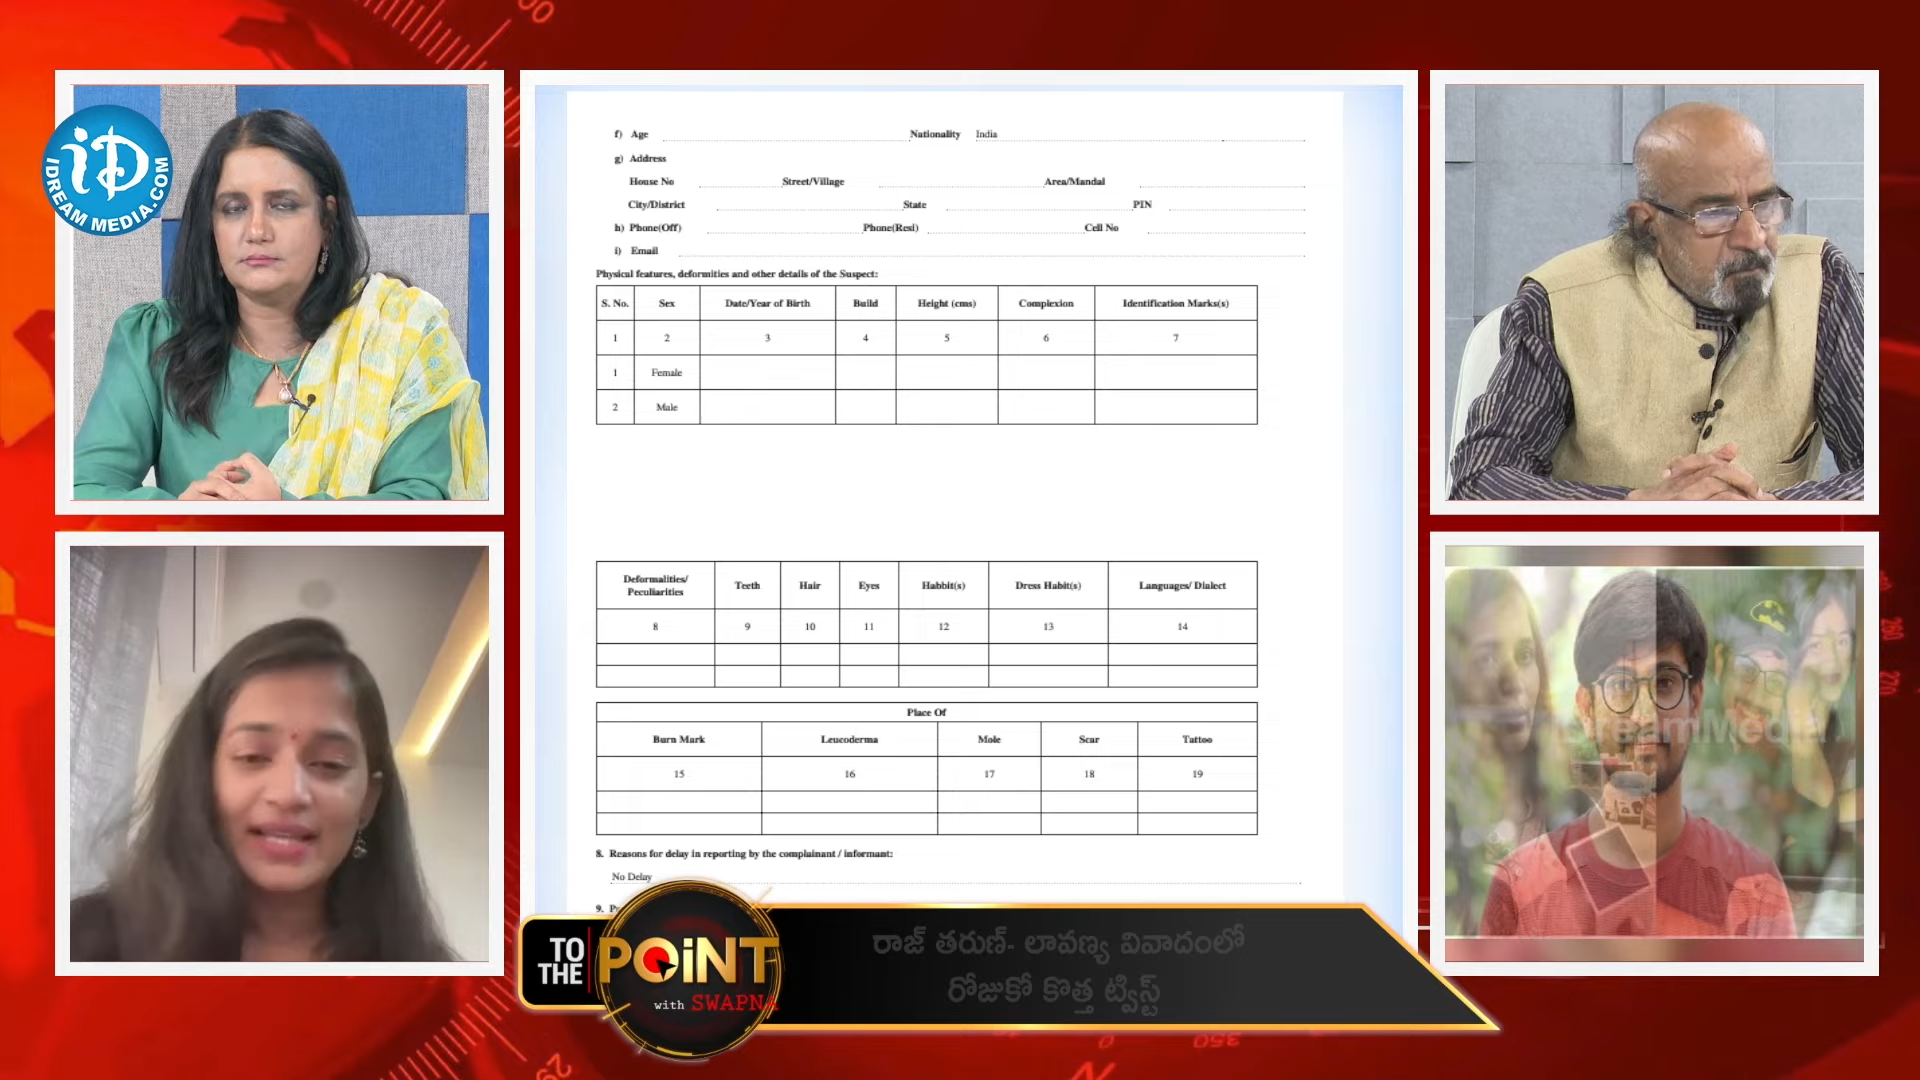 iD
IDREAM MEDIA.COM
f) Age Nationality India
g) Address
House No Street/Village Area/Mandal
City/District State PIN
h) Phone(Off) Phone(Resi) Cell No
i) Email
Physical features, deformities and other details of the Suspect:
S. No. Sex Date/Year of Birth Build Height (cms) Complexion Identification Marks(s)
1 2 3 4 5 6 7
1 Female
2 Male
Deformalities/ Peculiarities Teeth Hair Eyes Habbit(s) Dress Habit(s) Languages/ Dialect
8 9 10 11 12 13 14
Place Of
Burn Mark Leucoderma Mole Scar Tattoo
15 16 17 18 19
8. Reasons for delay in reporting by the complainant / informant:
No Delay
9.
iDreamMedia
TO THE POiNT
with SWAPNA
రాజ్ తరుణ్- లావణ్య వివాదంలో
రోజుకో కొత్త ట్విస్ట్
260
270
350